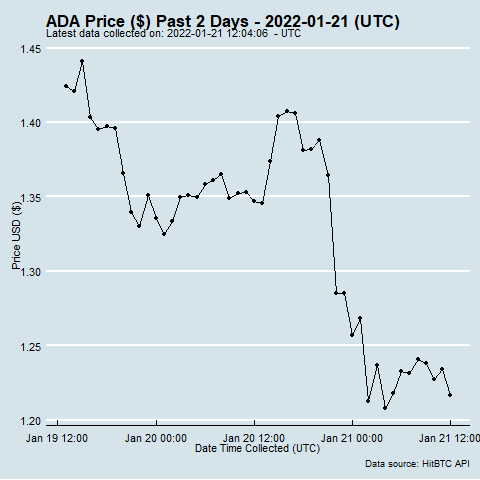 ADA Price ($) Past 2 Days - 2022-01-21 (UTC)
Latest data collected on: 2022-01-21 12:04:06 - UTC
1.45
1.40
1.35
1.30
1.25
1.20
Price USD ($)
Jan 19 12:00 Jan 20 00:00 Jan 20 12:00 Jan 21 00:00 Jan 21 12:00
Date Time Collected (UTC)
Data source: HitBTC API